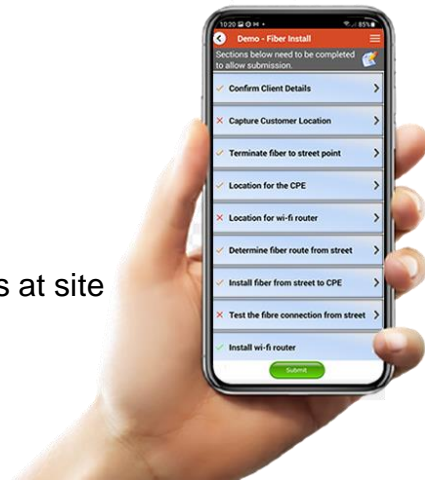 10:20
85%
Demo - Fiber Install
Sections below need to be completed
to allow submission.
Confirm Client Details
Capture Customer Location
Terminate fiber to street point
Location for the CPE
Location for wi-fi router
Determine fiber route from street
s at site
Install fiber from street to CPE
Test the fibre connection from street
Install wi-fi router
Submit